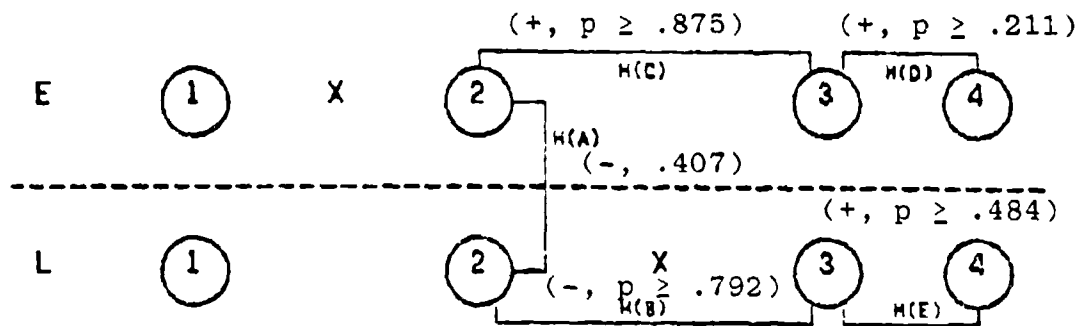 (+, p ≥ .875) (+, p ≥ .211)
H(C) H(D)
E 1 X 2 3 4
H(A)
(-, .407)
(+, p ≥ .484)
L 1 2 X 3 4
(-, p ≥ .792)
H(B) H(E)